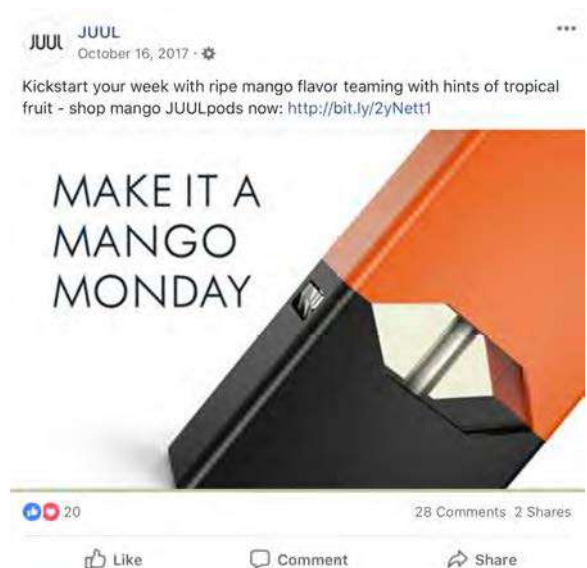 JUUL
JUUL
October 16, 2017 ·
Kickstart your week with ripe mango flavor teaming with hints of tropical
fruit - shop mango JUULpods now: http://bit.ly/2yNett1
MAKE IT A
MANGO
MONDAY
20
28 Comments 2 Shares
Like Comment Share